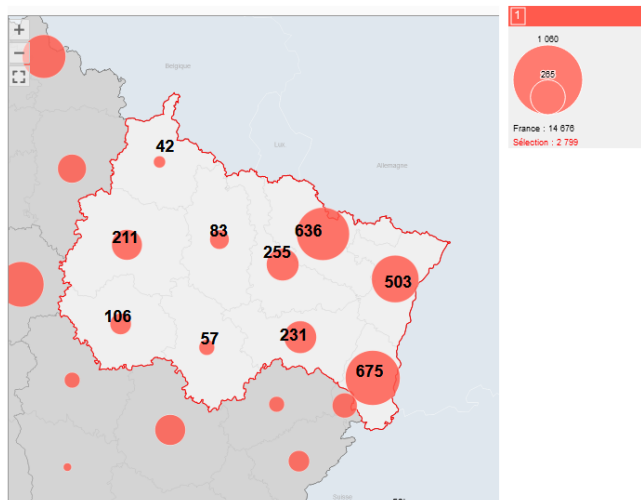 +
−
1
1 060
265
France : 14 676
Sélection : 2 799
Belgique
42
Lux
Allemagne
211
83
636
255
503
106
57
231
675
Suisse